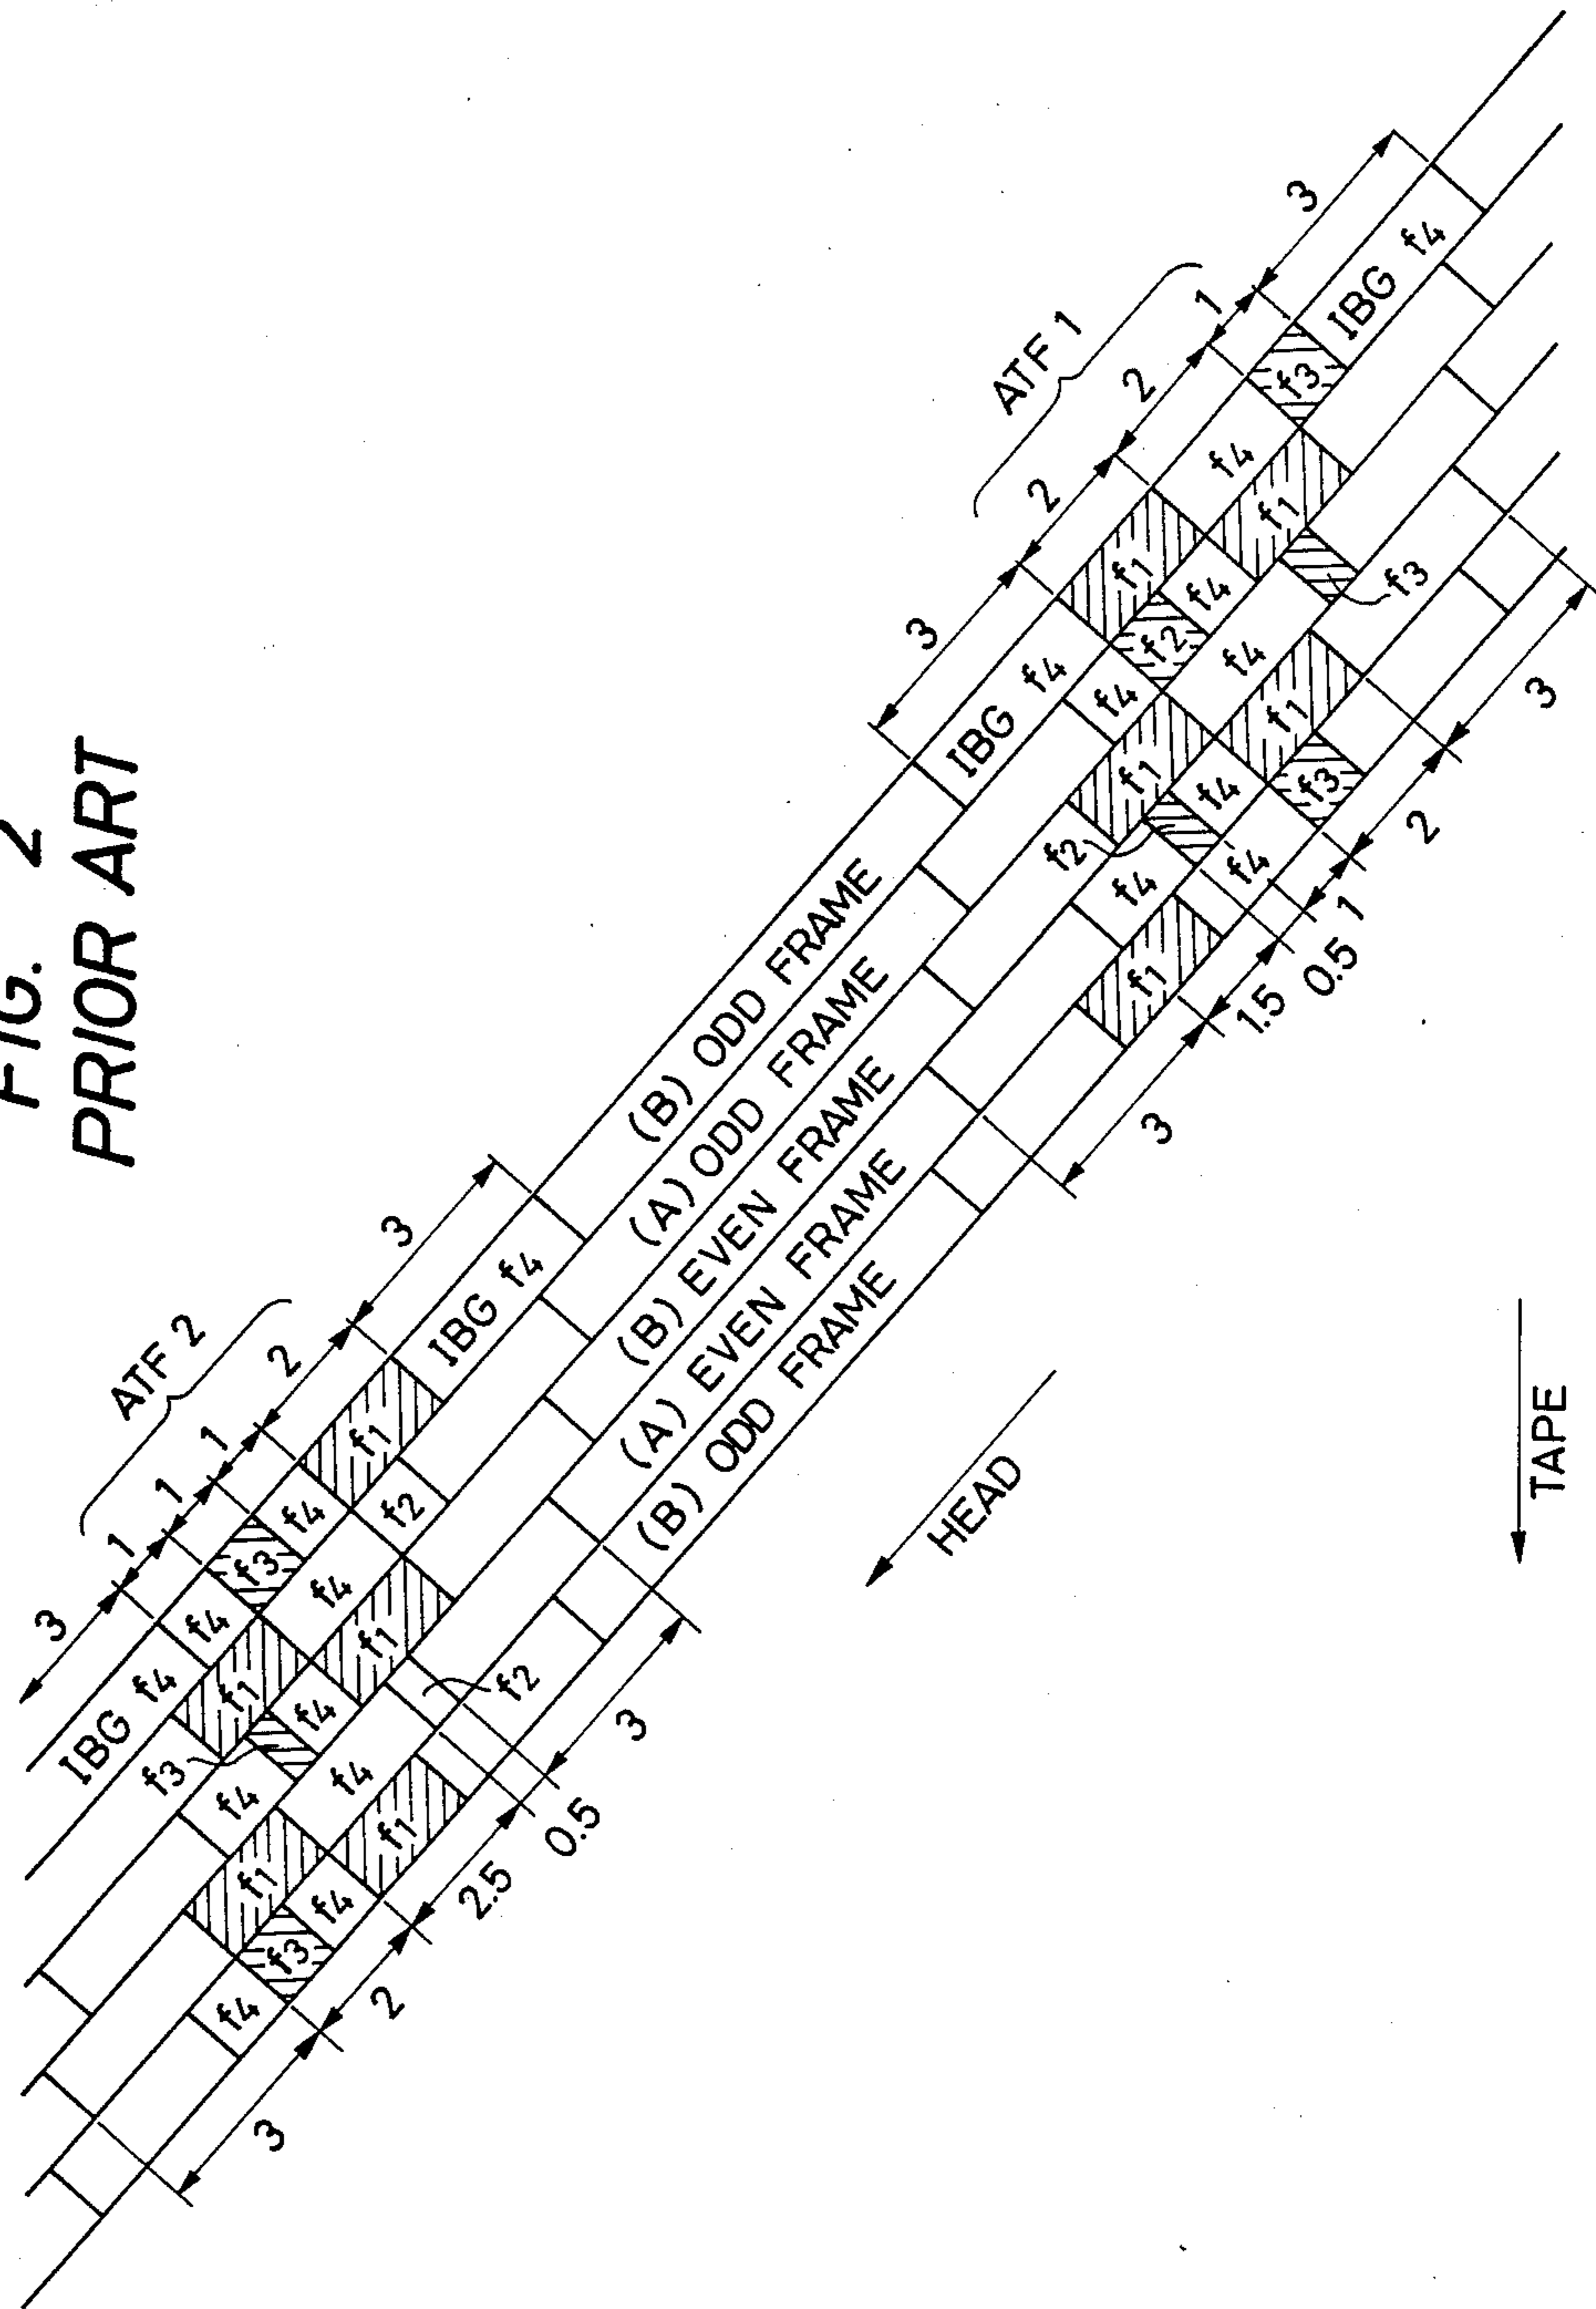 FIG. 2
PRIOR ART
ATF 2
3
1
1
1
2
3
IBG f4
f4
f3
f4
f1
IBG f4
f1
f4
f2
f3
f4
f4
f1
f1
f4
f2
f4
f3
f4
f1
3
2
2.5
0.5
3
(B) ODD FRAME
(A) ODD FRAME
(B) EVEN FRAME
(A) EVEN FRAME
(B) ODD FRAME
ATF 1
3
2
2
1
3
IBG f4
f1
f4
f3
IBG f4
f4
f2
f4
f1
f1
f4
f3
f4
f2
f4
f1
f1
f4
f3
3
1.5
0.5
1
2
3
HEAD
TAPE